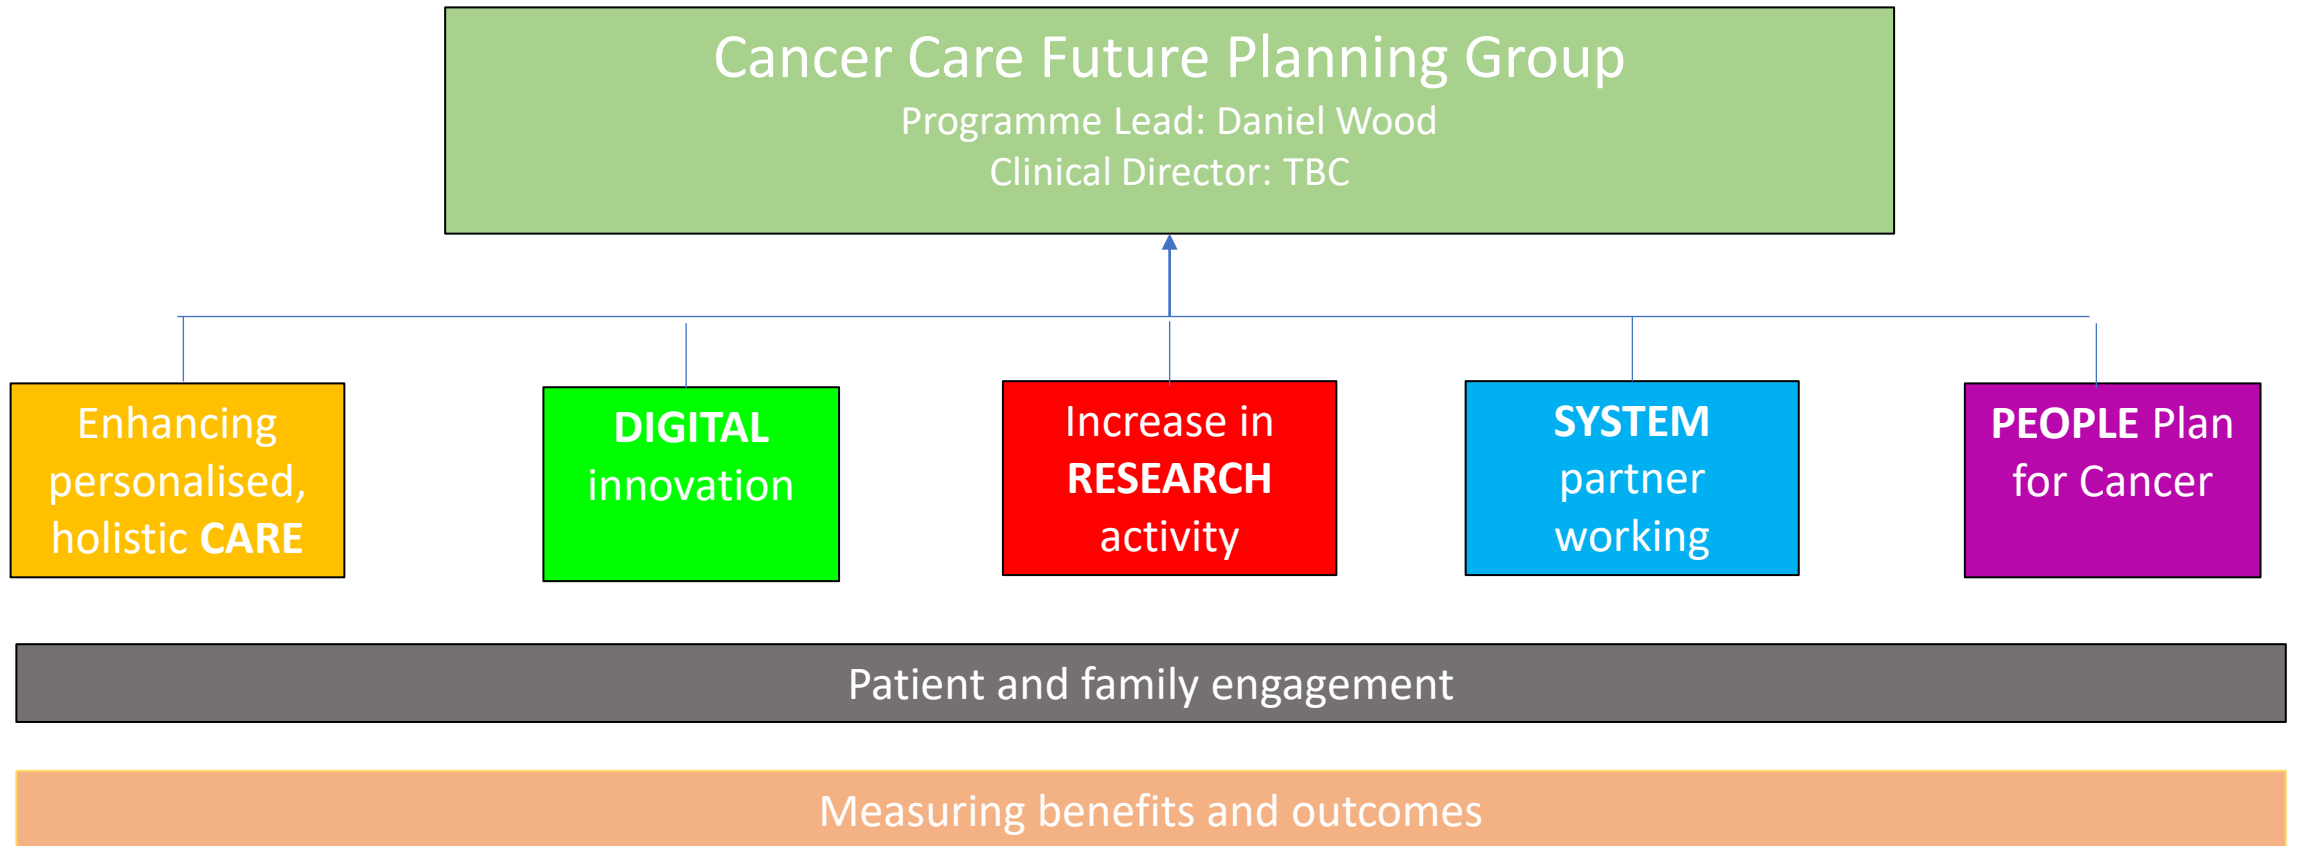 Cancer Care Future Planning Group
Programme Lead: Daniel Wood
Clinical Director: TBC
Enhancing
personalised,
holistic CARE
DIGITAL
innovation
Increase in
RESEARCH
activity
SYSTEM
partner
working
PEOPLE Plan
for Cancer
Patient and family engagement
Measuring benefits and outcomes